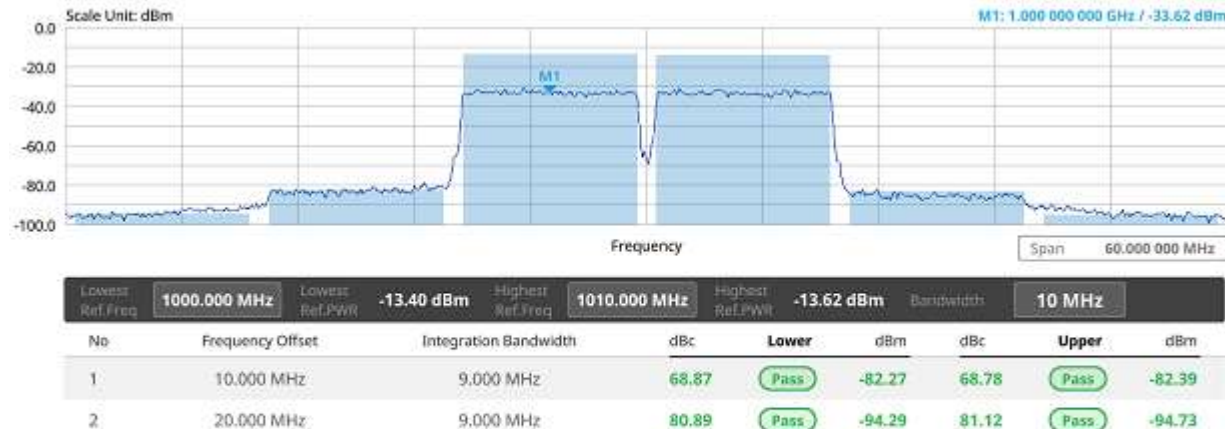 Scale Unit: dBm
M1: 1.000 000 000 GHz / -33.62 dBm
0.0
-20.0
M1
-40.0
-60.0
-80.0
-100.0
Frequency
Span 60.000 000 MHz
Lowest Ref.Freq 1000.000 MHz Lowest Ref.PWR -13.40 dBm Highest Ref.Freq 1010.000 MHz Highest Ref.PWR -13.62 dBm Bandwidth 10 MHz
No Frequency Offset Integration Bandwidth dBc Lower dBm dBc Upper dBm
1 10.000 MHz 9.000 MHz 68.87 Pass -82.27 68.78 Pass -82.39
2 20.000 MHz 9.000 MHz 80.89 Pass -94.29 81.12 Pass -94.73